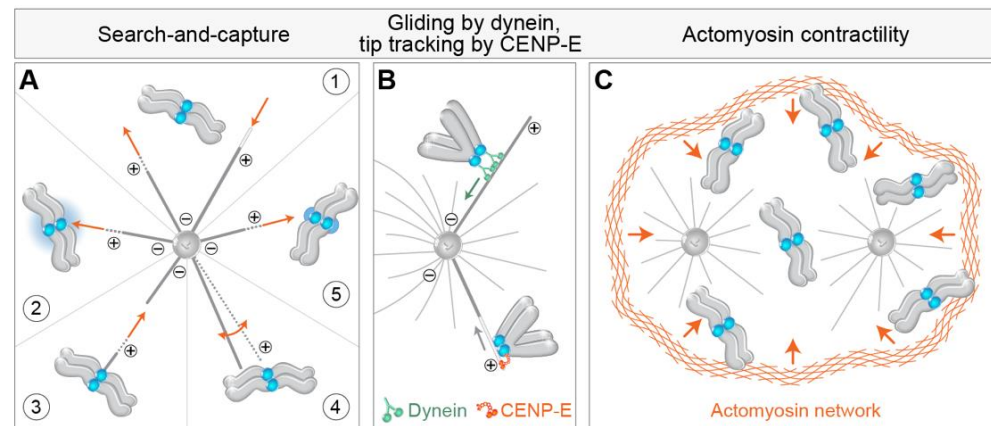 Search-and-capture
Gliding by dynein,
tip tracking by CENP-E
Actomyosin contractility
A
1
+
+
−
+
+
−
−
−
−
2
5
+
+
3
4
B
+
−
−
+
Dynein
CENP-E
C
Actomyosin network